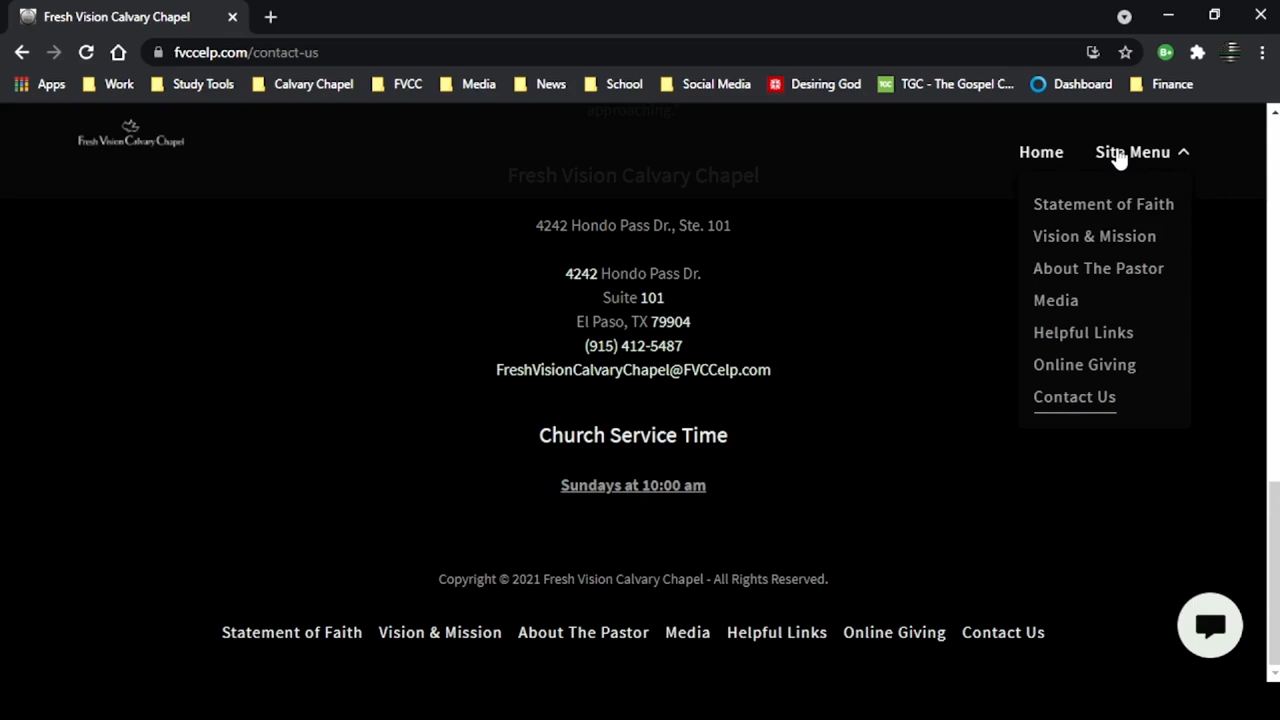 Fresh Vision Calvary Chapel
fvccelp.com/contact-us
Apps Work Study Tools Calvary Chapel FVCC Media News School Social Media Desiring God TGC - The Gospel C... Dashboard Finance
approaching."
Fresh Vision Calvary Chapel
Home Site Menu
Fresh Vision Calvary Chapel
Statement of Faith
Vision & Mission
About The Pastor
Media
Helpful Links
Online Giving
Contact Us
4242 Hondo Pass Dr., Ste. 101
4242 Hondo Pass Dr.
Suite 101
El Paso, TX 79904
(915) 412-5487
FreshVisionCalvaryChapel@FVCCelp.com
Church Service Time
Sundays at 10:00 am
Copyright © 2021 Fresh Vision Calvary Chapel - All Rights Reserved.
Statement of Faith Vision & Mission About The Pastor Media Helpful Links Online Giving Contact Us